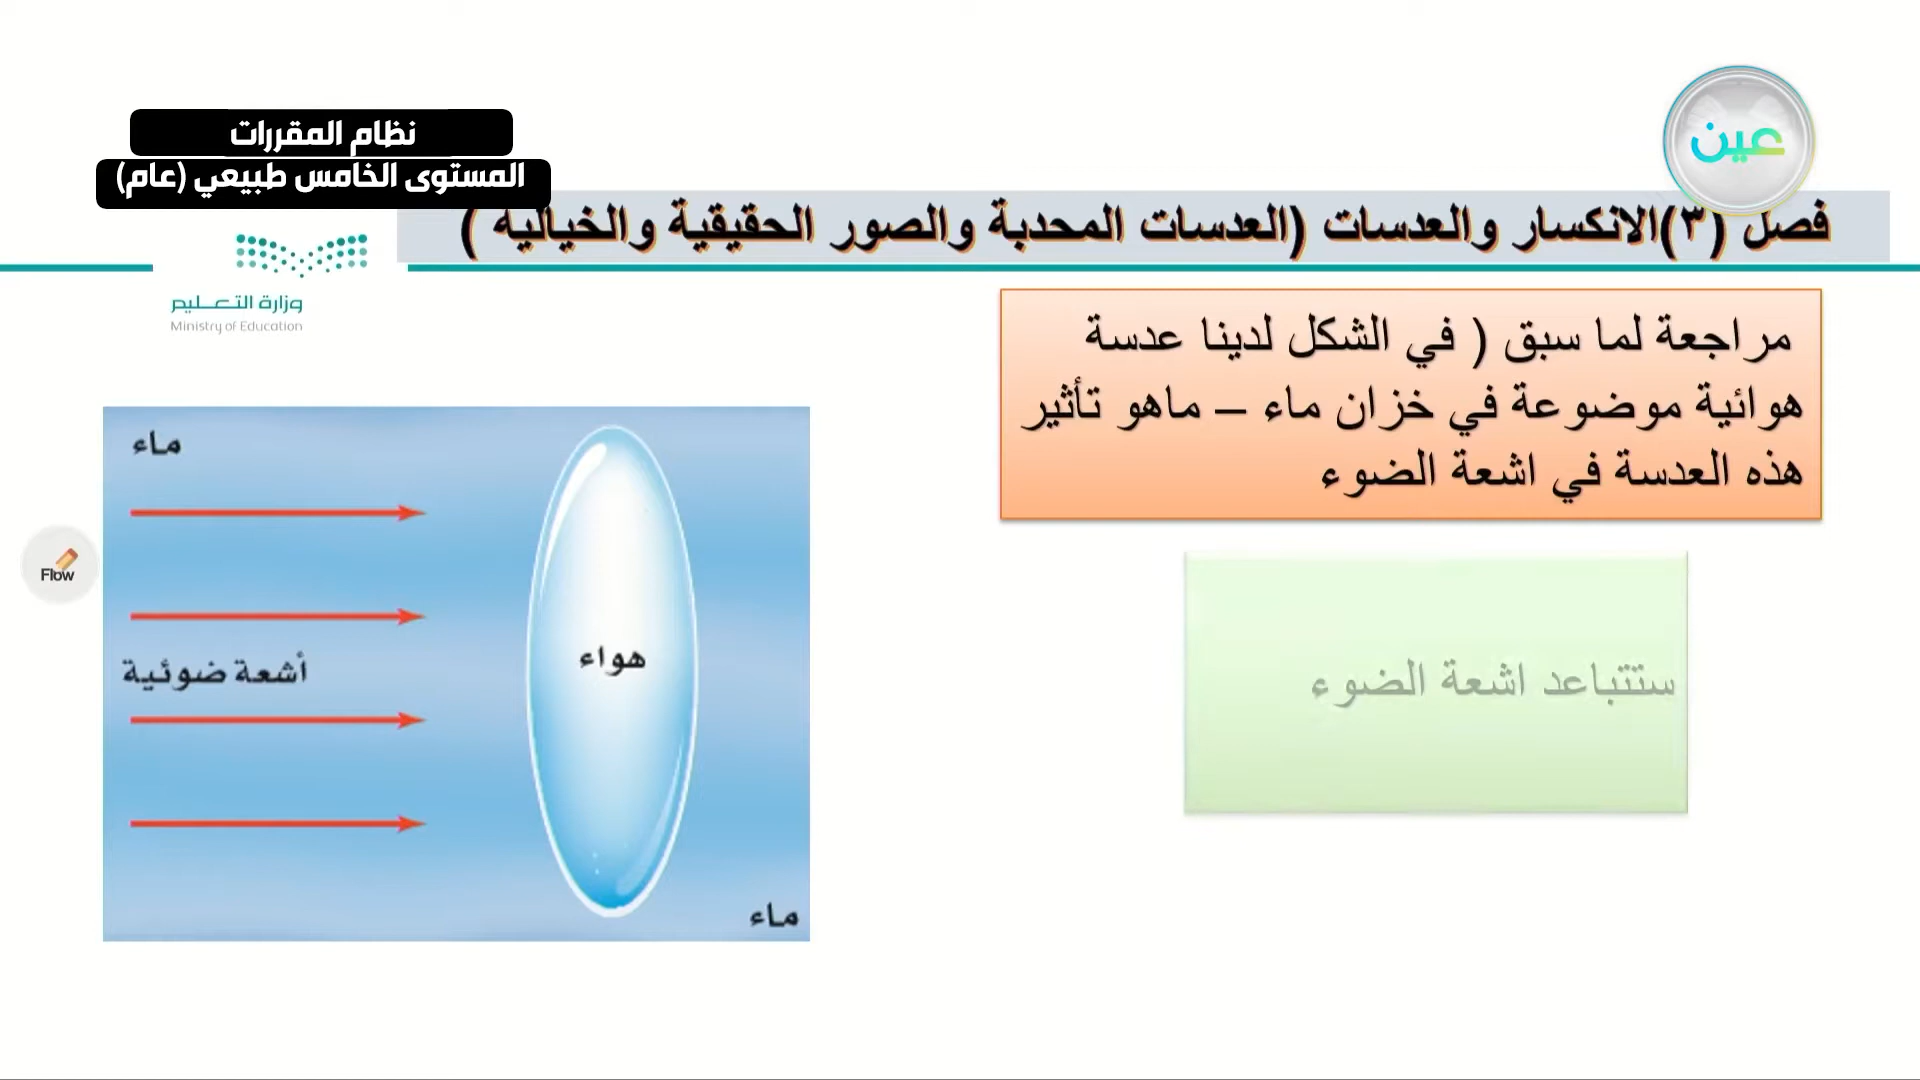 عين
نظام المقررات
المستوى الخامس طبيعي (عام)
فصل (٣)الانكسار والعدسات (العدسات المحدبة والصور الحقيقية والخيالية )
وزارة التعليم
Ministry of Education
مراجعة لما سبق ( في الشكل لدينا عدسة
هوائية موضوعة في خزان ماء – ماهو تأثير
هذه العدسة في اشعة الضوء
ستتباعد اشعة الضوء
ماء
أشعة ضوئية
هواء
ماء
Flow